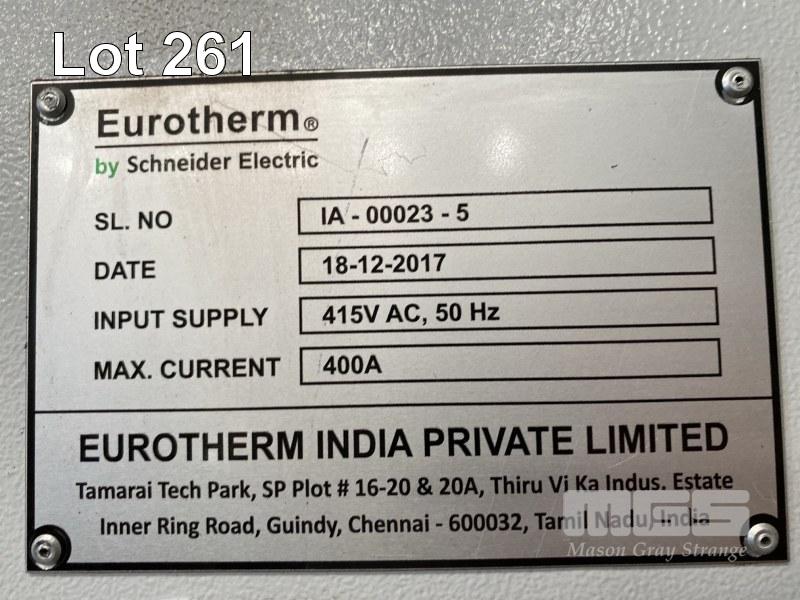 Lot 261
Eurotherm®
by Schneider Electric
SL. NO IA - 00023 - 5
DATE 18-12-2017
INPUT SUPPLY 415V AC, 50 Hz
MAX. CURRENT 400A
EUROTHERM INDIA PRIVATE LIMITED
Tamarai Tech Park, SP Plot # 16-20 & 20A, Thiru Vi Ka Indus. Estate
Inner Ring Road, Guindy, Chennai - 600032, Tamil Nadu, India
MGS
Mason Gray Strange